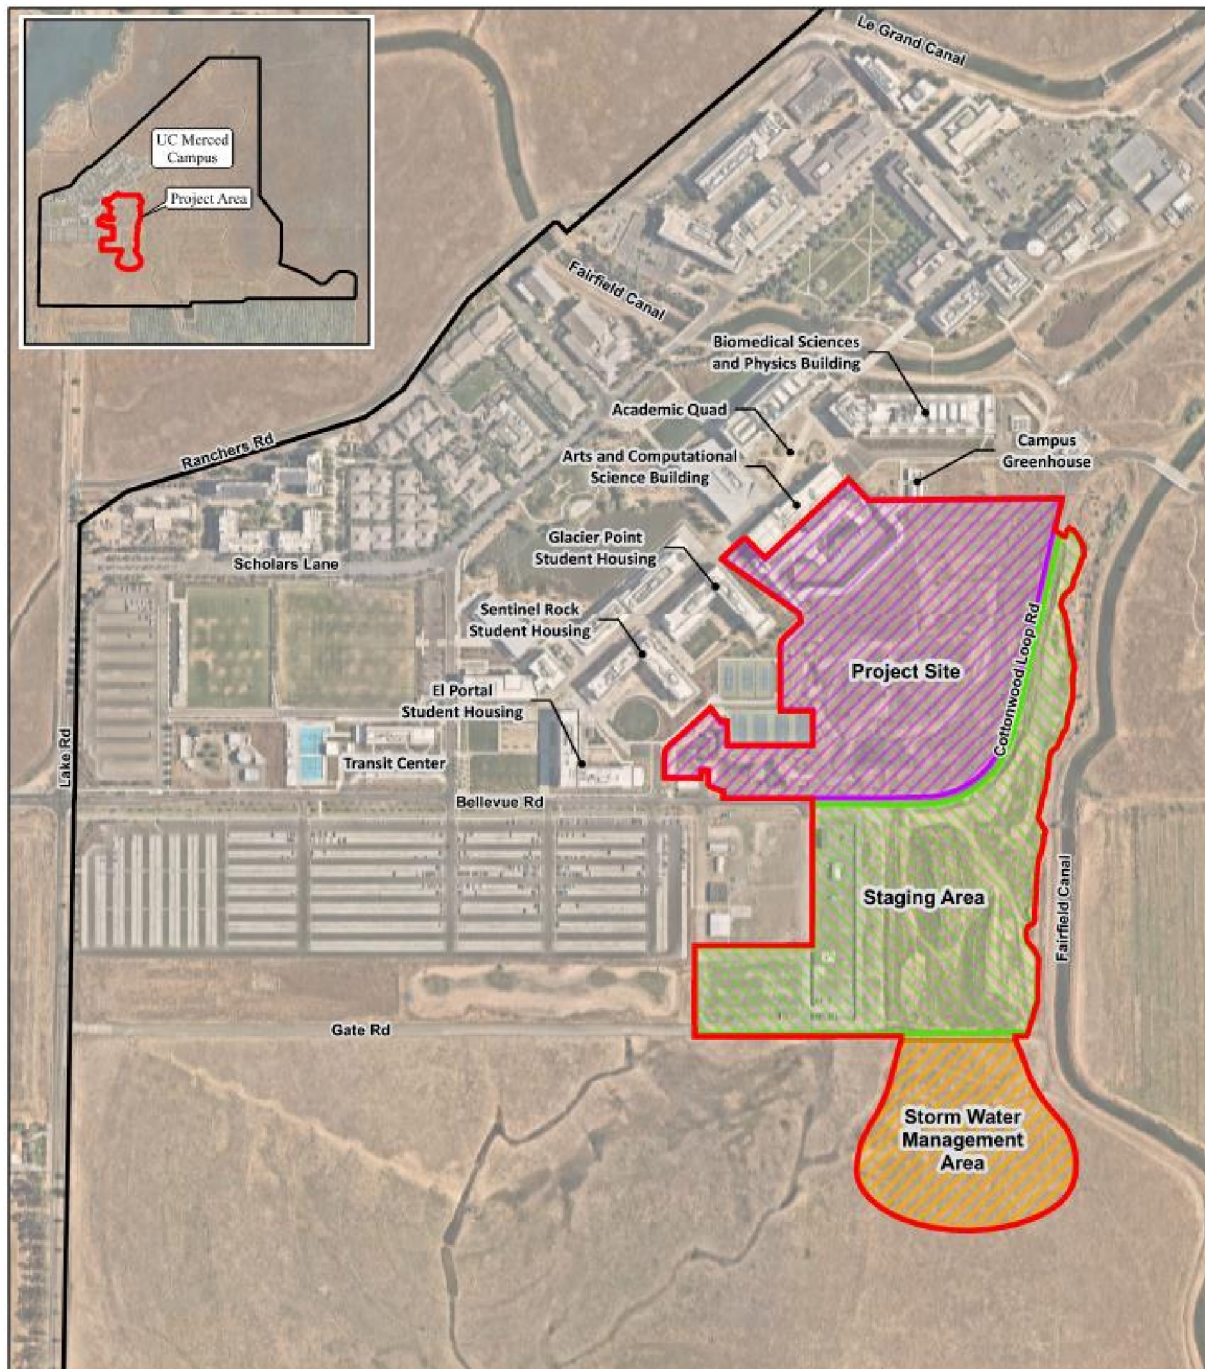 Le Grand Canal
UC Merced
Campus
Project Area
Fairfield Canal
Biomedical Sciences
and Physics Building
Academic Quad
Arts and Computational
Science Building
Campus
Greenhouse
Ranchers Rd
Glacier Point
Student Housing
Scholars Lane
Sentinel Rock
Student Housing
Cottonwood Loop Rd
Project Site
El Portal
Student Housing
Lake Rd
Transit Center
Bellevue Rd
Staging Area
Fairfield Canal
Gate Rd
Storm Water
Management
Area